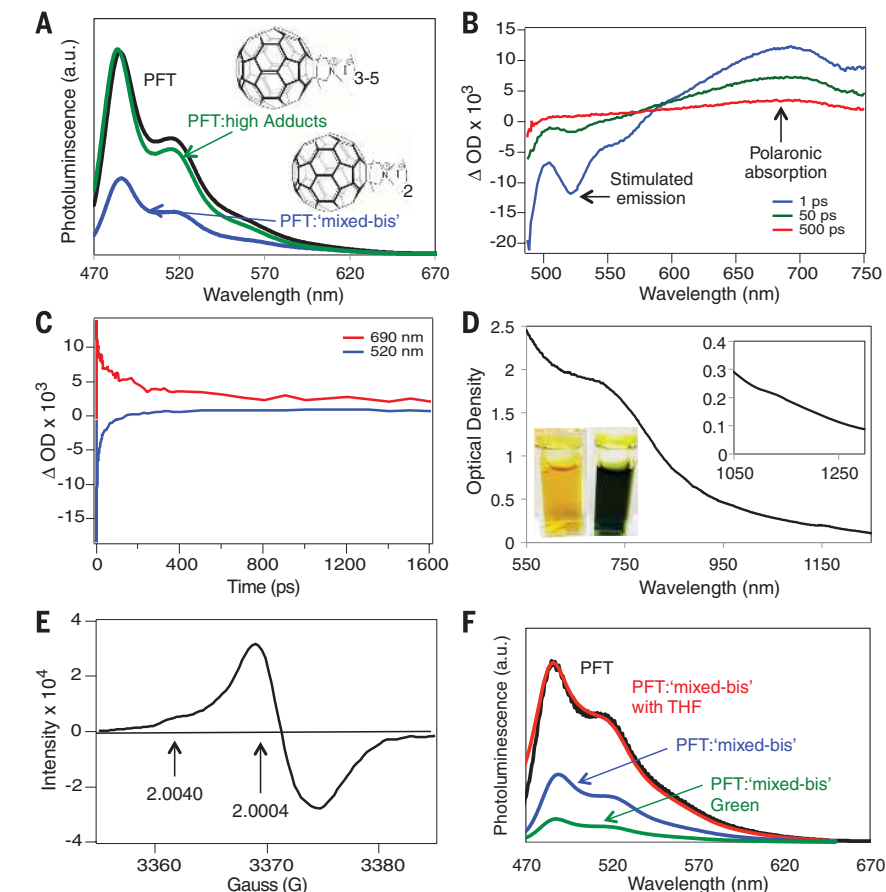 A
Photoluminscence (a.u.)
PFT
3-5
PFT:high Adducts
N
2
PFT:‘mixed-bis’
470
520
570
620
670
Wavelength (nm)
B
Δ OD x 10³
15
10
5
0
-5
-10
-15
-20
Stimulated
emission
Polaronic
absorption
1 ps
50 ps
500 ps
500
550
600
650
700
750
Wavelength (nm)
C
Δ OD x 10³
10
5
0
-5
-10
-15
690 nm
520 nm
0
400
800
1200
1600
Time (ps)
D
Optical Density
2.5
2
1.5
1
0.5
0
0.4
0.3
0.2
0.1
0
1050
1250
550
750
950
1150
Wavelength (nm)
E
Intensity x 10⁴
4
2
0
-2
-4
2.0040
2.0004
3360
3370
3380
Gauss (G)
F
Photoluminescence (a.u.)
PFT
PFT:‘mixed-bis’
with THF
PFT:‘mixed-bis’
PFT:‘mixed-bis’
Green
470
520
570
620
670
Wavelength (nm)